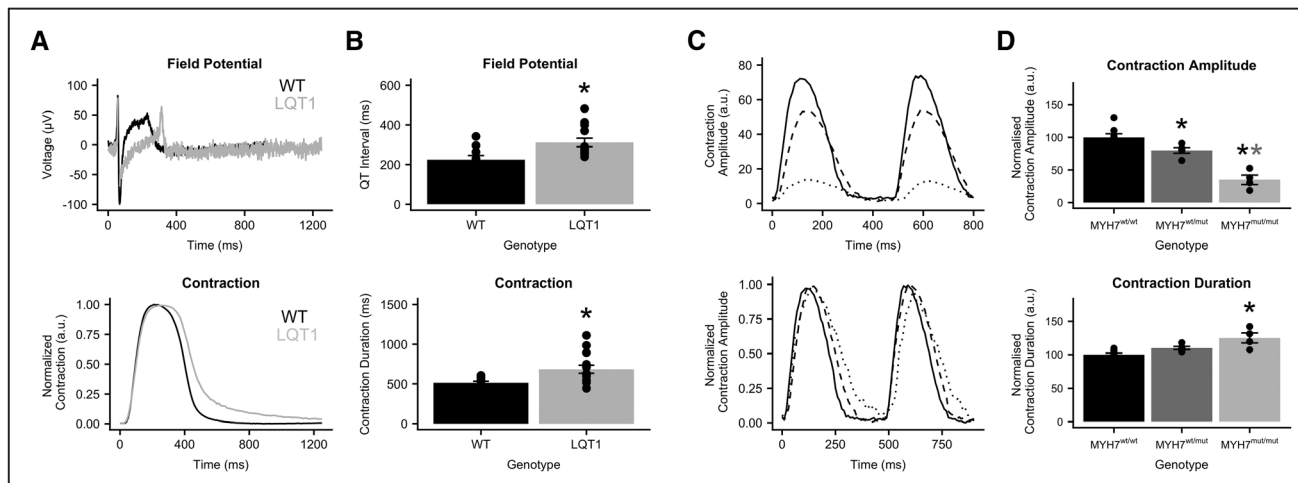 A
Field Potential
WT
LQT1
100
50
0
-50
-100
Voltage (µV)
0
400
800
1200
Time (ms)
Contraction
WT
LQT1
1.00
0.75
0.50
0.25
0.00
Normalized
Contraction (a.u.)
0
400
800
1200
Time (ms)
B
Field Potential
*
600
400
200
0
QT Interval (ms)
WT
LQT1
Genotype
Contraction
*
1500
1000
500
0
Contraction Duration (ms)
WT
LQT1
Genotype
C
80
60
40
20
0
Contraction
Amplitude (a.u.)
0
200
400
600
800
Time (ms)
1.00
0.75
0.50
0.25
0.00
Normalized
Contraction Amplitude
0
250
500
750
Time (ms)
D
Contraction Amplitude
*
**
150
100
50
0
Normalised
Contraction Amplitude (a.u.)
MYH7wt/wt
MYH7wt/mut
MYH7mut/mut
Genotype
Contraction Duration
*
150
100
50
0
Normalised
Contraction Duration (a.u.)
MYH7wt/wt
MYH7wt/mut
MYH7mut/mut
Genotype